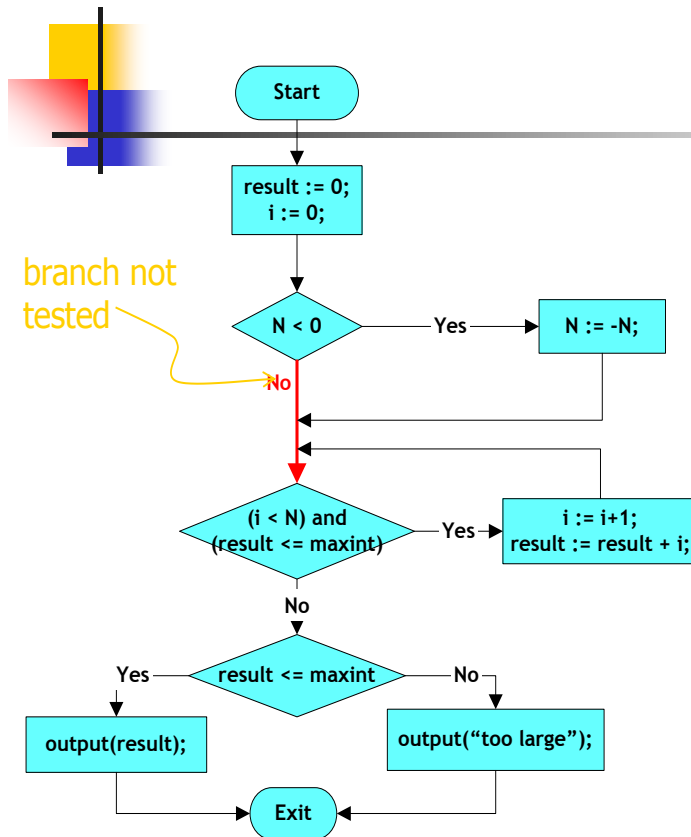 Start
result := 0;
i := 0;
branch not
tested
N < 0
Yes
N := -N;
No
(i < N) and
(result <= maxint)
Yes
i := i+1;
result := result + i;
No
Yes
result <= maxint
No
output(result);
output(“too large”);
Exit